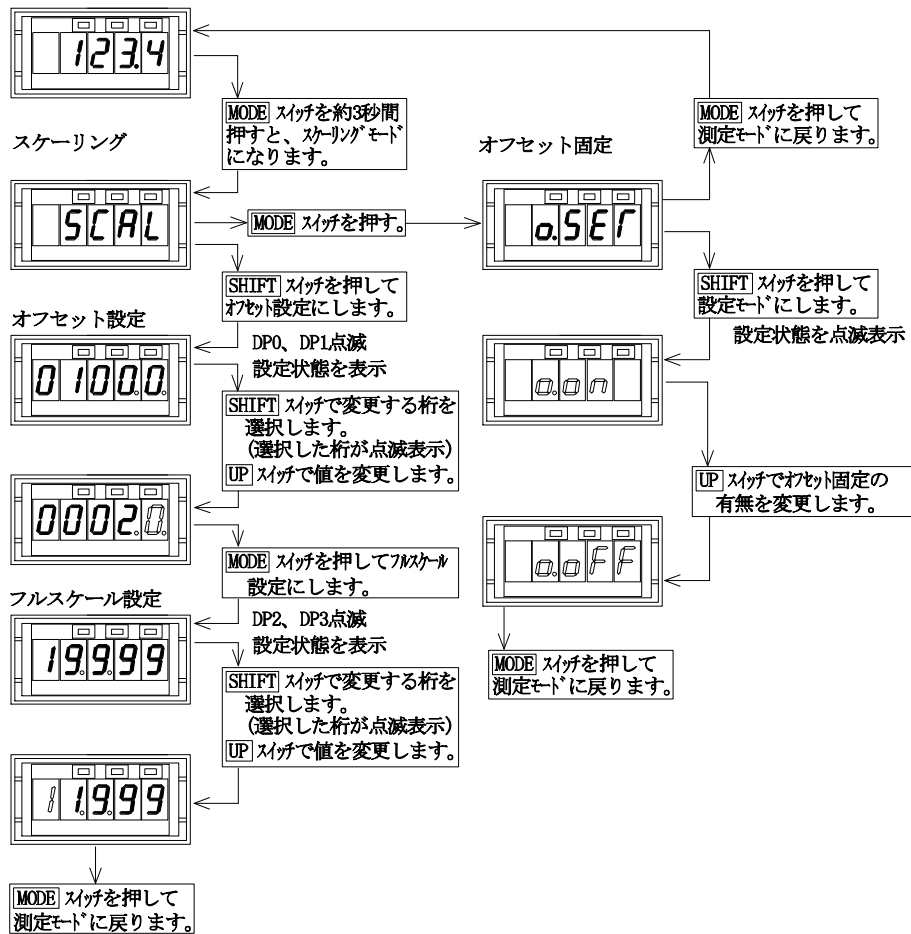 123.4
MODE スイッチを約3秒間
押すと、スケーリングモード
になります。
MODE スイッチを押して
測定モードに戻ります。
スケーリング
オフセット固定
SCAL
MODE スイッチを押す。
o.SET
SHIFT スイッチを押して
オフセット設定にします。
SHIFT スイッチを押して
設定モードにします。
設定状態を点滅表示
オフセット設定
DP0、DP1点滅
設定状態を表示
0100.0.
o.on
SHIFT スイッチで変更する桁を
選択します。
(選択した桁が点滅表示)
UP スイッチで値を変更します。
UP スイッチでオフセット固定の
有無を変更します。
0002.0.
o.oFF
MODE スイッチを押してフルスケール
設定にします。
フルスケール設定
DP2、DP3点滅
設定状態を表示
19.9.99
MODE スイッチを押して
測定モードに戻ります。
SHIFT スイッチで変更する桁を
選択します。
(選択した桁が点滅表示)
UP スイッチで値を変更します。
11.9.99
MODE スイッチを押して
測定モードに戻ります。